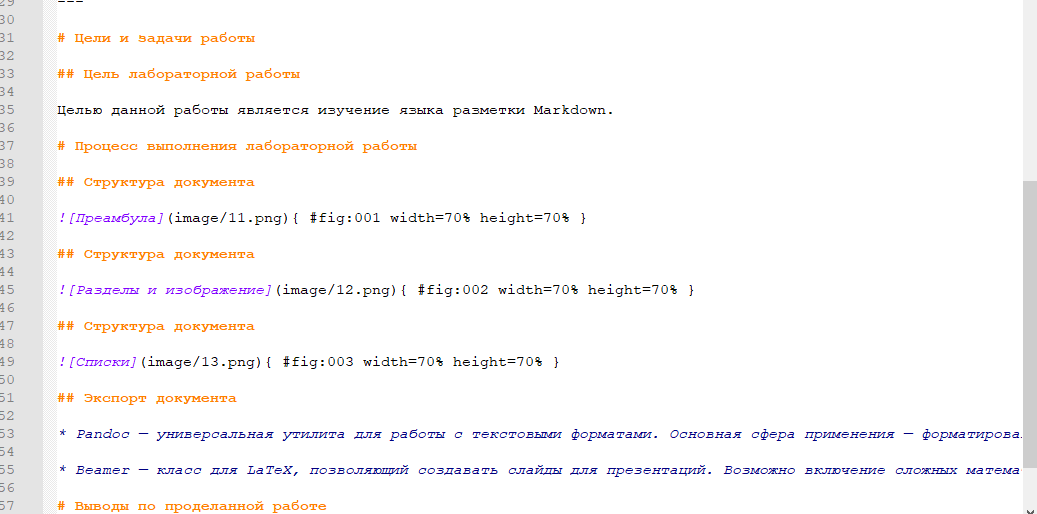 29 ---
30
31 # Цели и задачи работы
32
33 ## Цель лабораторной работы
34
35 Целью данной работы является изучение языка разметки Markdown.
36
37 # Процесс выполнения лабораторной работы
38
39 ## Структура документа
40
41 ![Преамбула](image/11.png){ #fig:001 width=70% height=70% }
42
43 ## Структура документа
44
45 ![Разделы и изображение](image/12.png){ #fig:002 width=70% height=70% }
46
47 ## Структура документа
48
49 ![Списки](image/13.png){ #fig:003 width=70% height=70% }
50
51 ## Экспорт документа
52
53 * Pandoc — универсальная утилита для работы с текстовыми форматами. Основная сфера применения — форматирова
54
55 * Beamer — класс для LaTeX, позволяющий создавать слайды для презентаций. Возможно включение сложных матема
56
57 # Выводы по проделанной работе